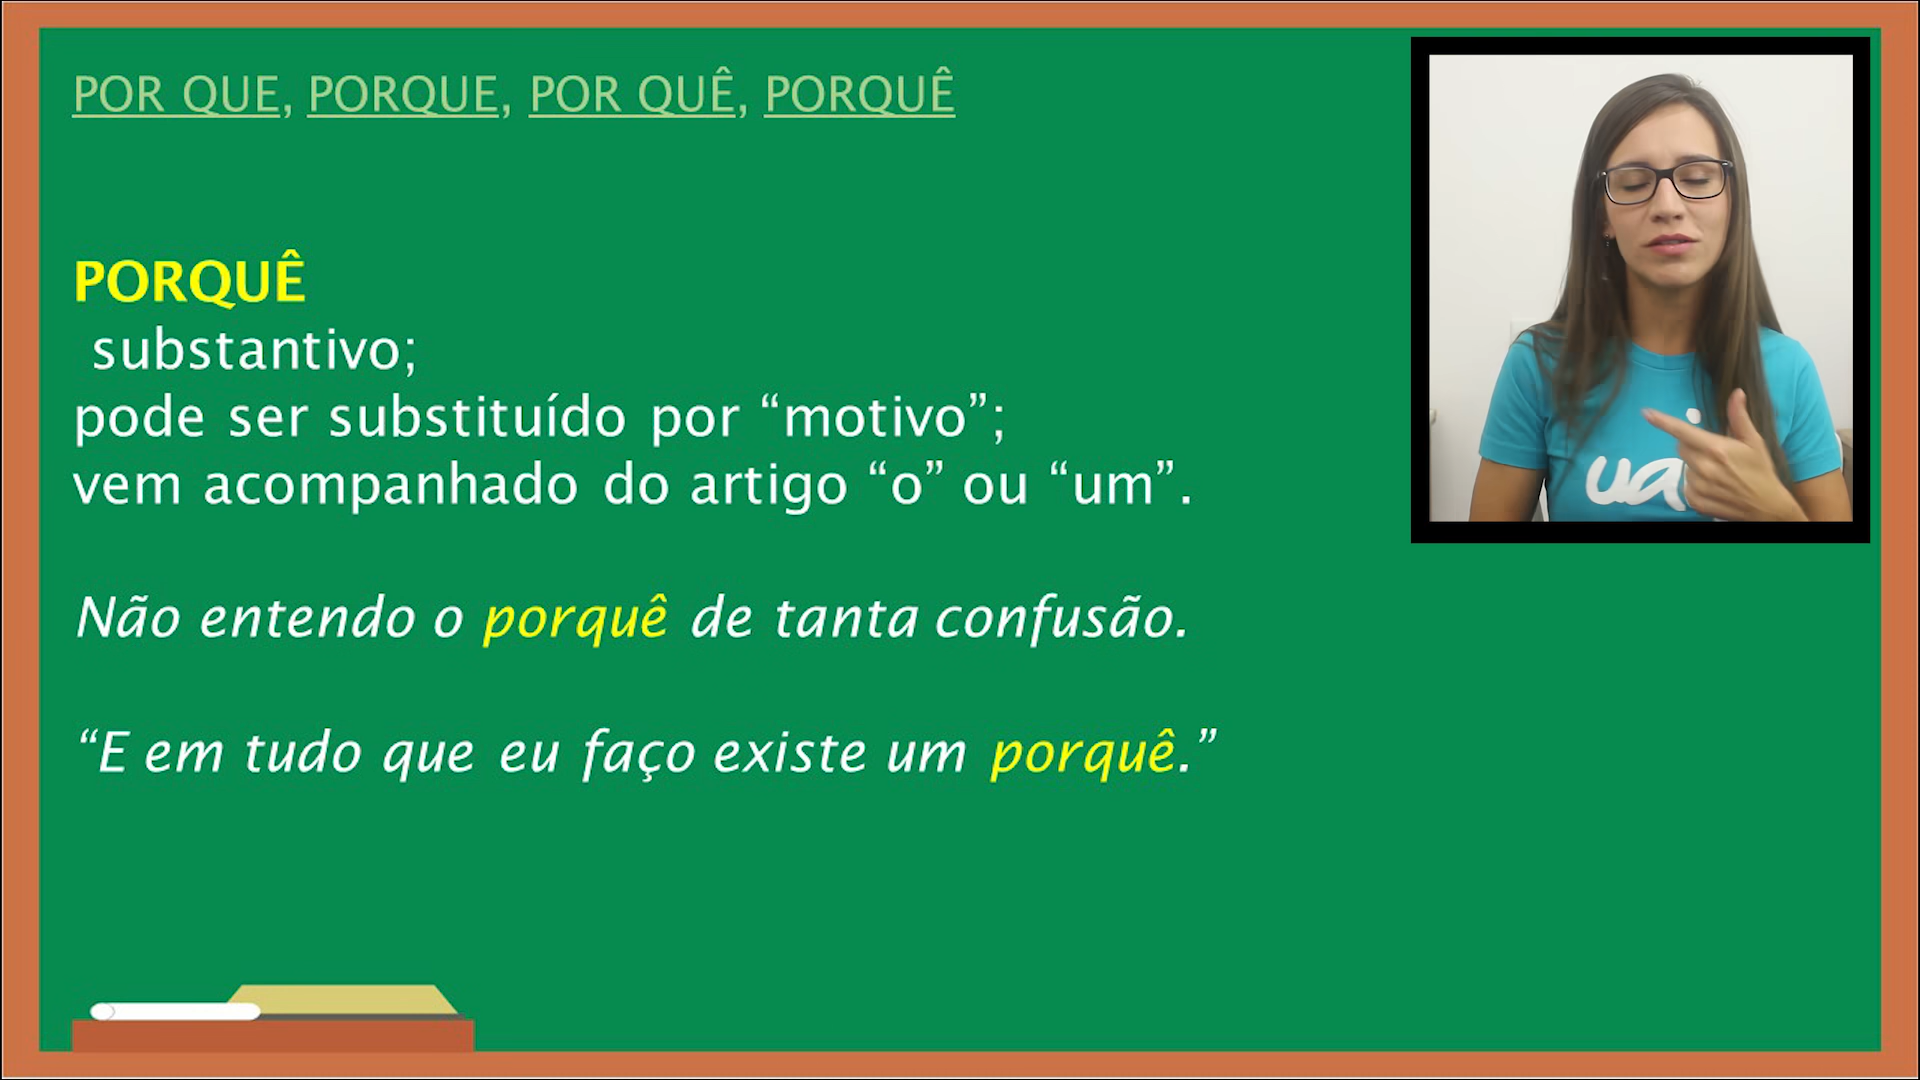 POR QUE, PORQUE, POR QUÊ, PORQUÊ
PORQUÊ
substantivo;
pode ser substituído por “motivo”;
vem acompanhado do artigo “o” ou “um”.
Não entendo o porquê de tanta confusão.
“E em tudo que eu faço existe um porquê.”